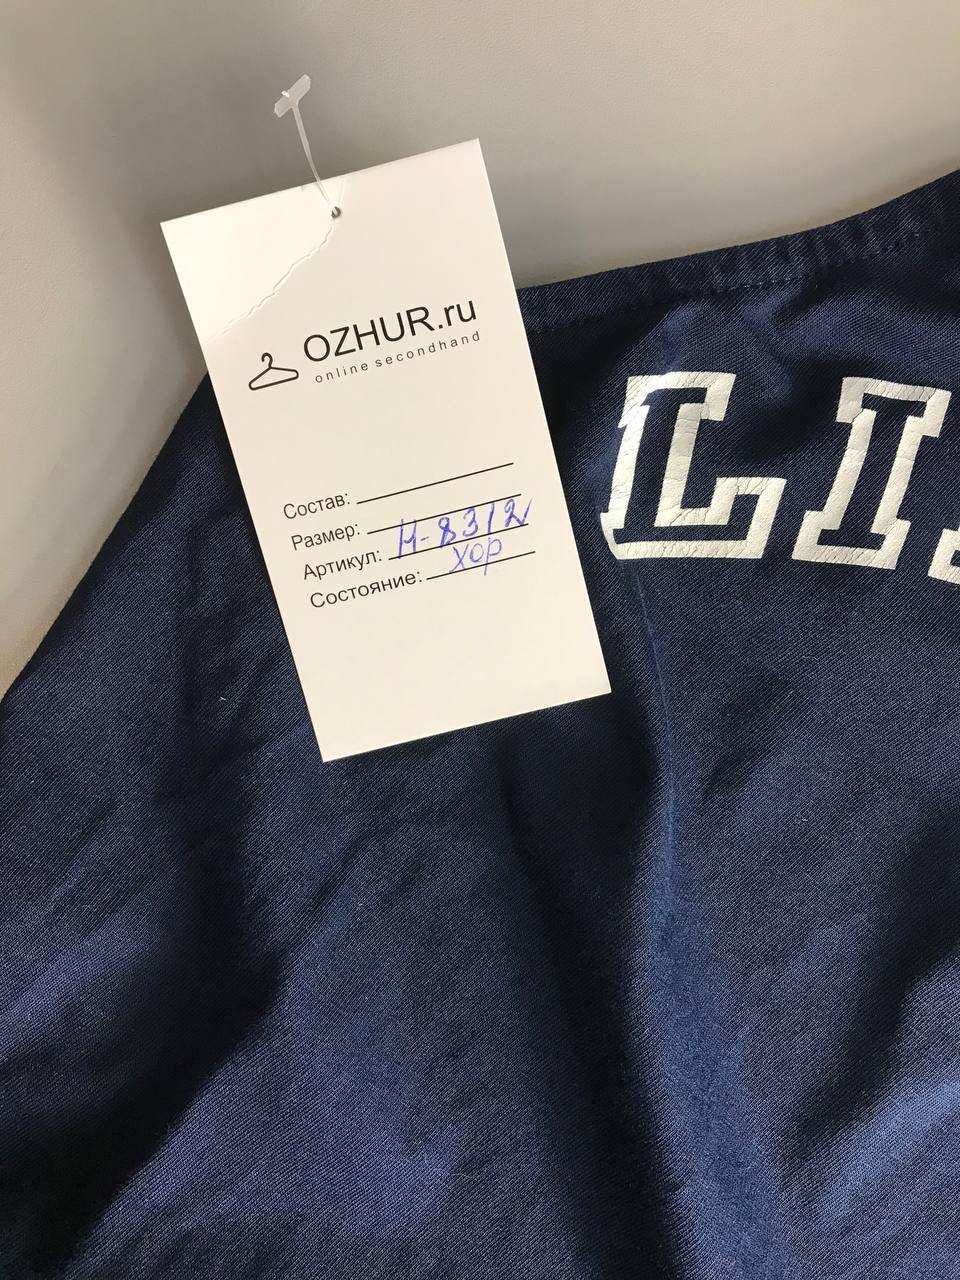 OZHUR.ru
online secondhand
Состав:
Размер:
Артикул: Н-8312
Состояние: хор
LI